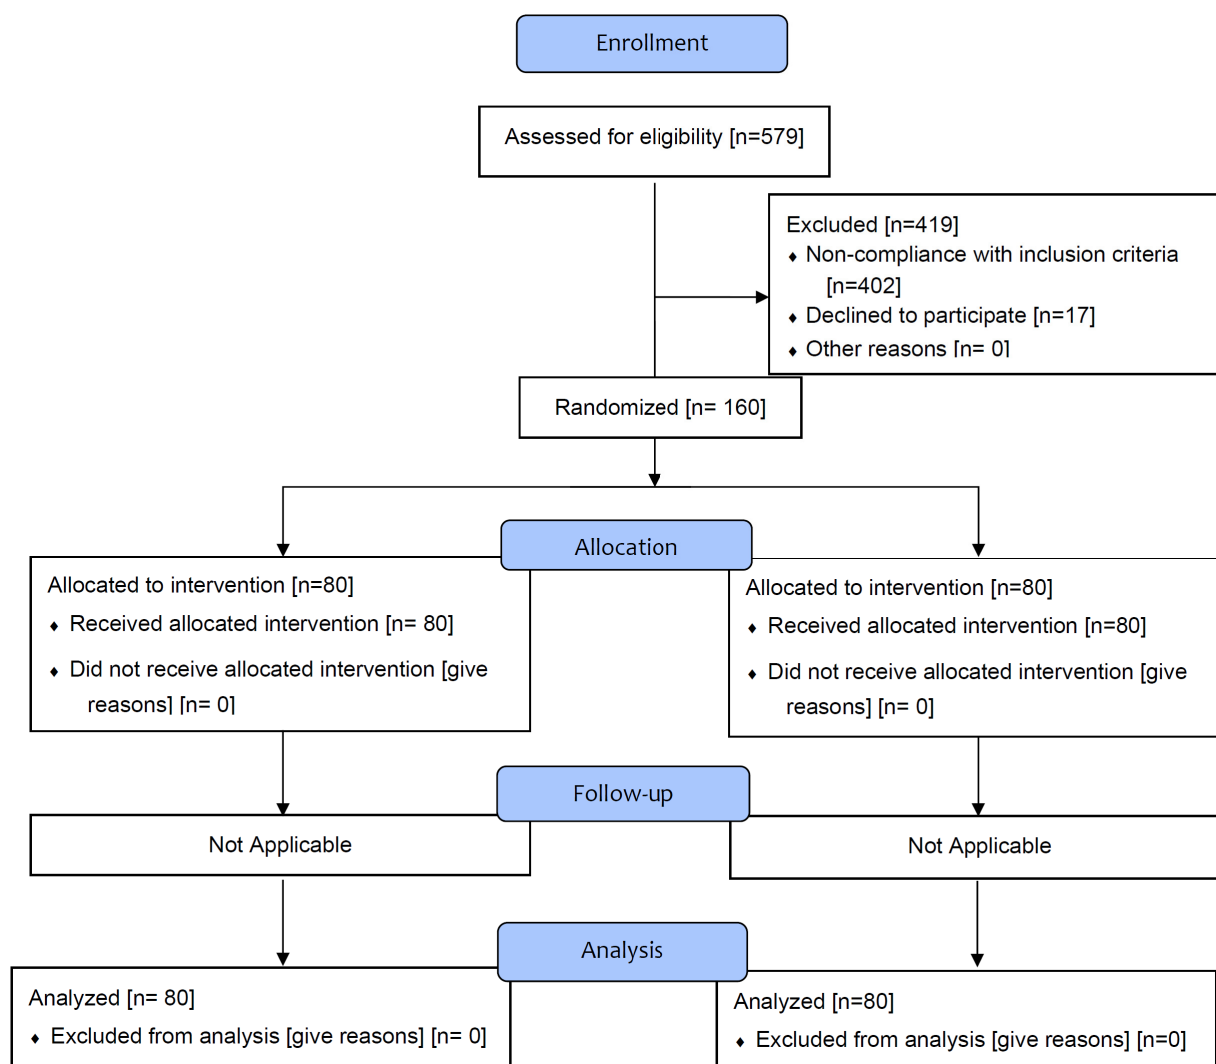 Enrollment
Assessed for eligibility [n=579]
Excluded [n=419]
⬧ Non-compliance with inclusion criteria
[n=402]
⬧ Declined to participate [n=17]
⬧ Other reasons [n= 0]
Randomized [n= 160]
Allocation
Allocated to intervention [n=80]
⬧ Received allocated intervention [n= 80]
⬧ Did not receive allocated intervention [give
reasons] [n= 0]
Allocated to intervention [n=80]
⬧ Received allocated intervention [n=80]
⬧ Did not receive allocated intervention [give
reasons] [n= 0]
Follow-up
Not Applicable
Not Applicable
Analysis
Analyzed [n= 80]
⬧ Excluded from analysis [give reasons] [n= 0]
Analyzed [n=80]
⬧ Excluded from analysis [give reasons] [n=0]